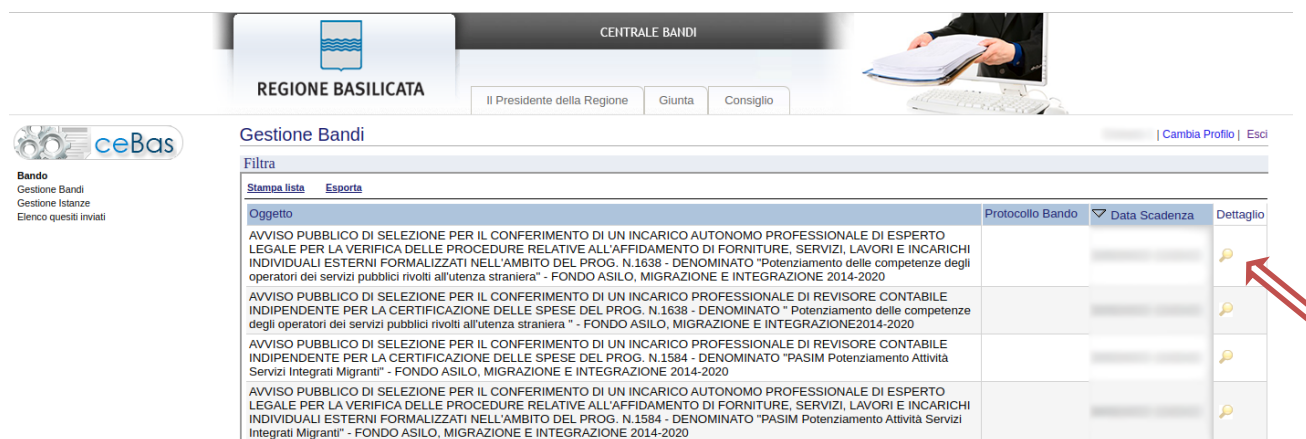 CENTRALE BANDI
REGIONE BASILICATA
Il Presidente della Regione Giunta Consiglio
ceBas
Gestione Bandi
| Cambia Profilo | Esci
Bando
Gestione Bandi
Gestione Istanze
Elenco quesiti inviati
Filtra
Stampa lista Esporta
Oggetto Protocollo Bando Data Scadenza Dettaglio
AVVISO PUBBLICO DI SELEZIONE PER IL CONFERIMENTO DI UN INCARICO AUTONOMO PROFESSIONALE DI ESPERTO
LEGALE PER LA VERIFICA DELLE PROCEDURE RELATIVE ALL'AFFIDAMENTO DI FORNITURE, SERVIZI, LAVORI E INCARICHI
INDIVIDUALI ESTERNI FORMALIZZATI NELL'AMBITO DEL PROG. N.1638 - DENOMINATO "Potenziamento delle competenze degli
operatori dei servizi pubblici rivolti all'utenza straniera" - FONDO ASILO, MIGRAZIONE E INTEGRAZIONE 2014-2020
AVVISO PUBBLICO DI SELEZIONE PER IL CONFERIMENTO DI UN INCARICO PROFESSIONALE DI REVISORE CONTABILE
INDIPENDENTE PER LA CERTIFICAZIONE DELLE SPESE DEL PROG. N.1638 - DENOMINATO " Potenziamento delle competenze
degli operatori dei servizi pubblici rivolti all'utenza straniera " - FONDO ASILO, MIGRAZIONE E INTEGRAZIONE2014-2020
AVVISO PUBBLICO DI SELEZIONE PER IL CONFERIMENTO DI UN INCARICO PROFESSIONALE DI REVISORE CONTABILE
INDIPENDENTE PER LA CERTIFICAZIONE DELLE SPESE DEL PROG. N.1584 - DENOMINATO "PASIM Potenziamento Attività
Servizi Integrati Migranti" - FONDO ASILO, MIGRAZIONE E INTEGRAZIONE 2014-2020
AVVISO PUBBLICO DI SELEZIONE PER IL CONFERIMENTO DI UN INCARICO AUTONOMO PROFESSIONALE DI ESPERTO
LEGALE PER LA VERIFICA DELLE PROCEDURE RELATIVE ALL'AFFIDAMENTO DI FORNITURE, SERVIZI, LAVORI E INCARICHI
INDIVIDUALI ESTERNI FORMALIZZATI NELL'AMBITO DEL PROG. N.1584 - DENOMINATO "PASIM Potenziamento Attività Servizi
Integrati Migranti" - FONDO ASILO, MIGRAZIONE E INTEGRAZIONE 2014-2020